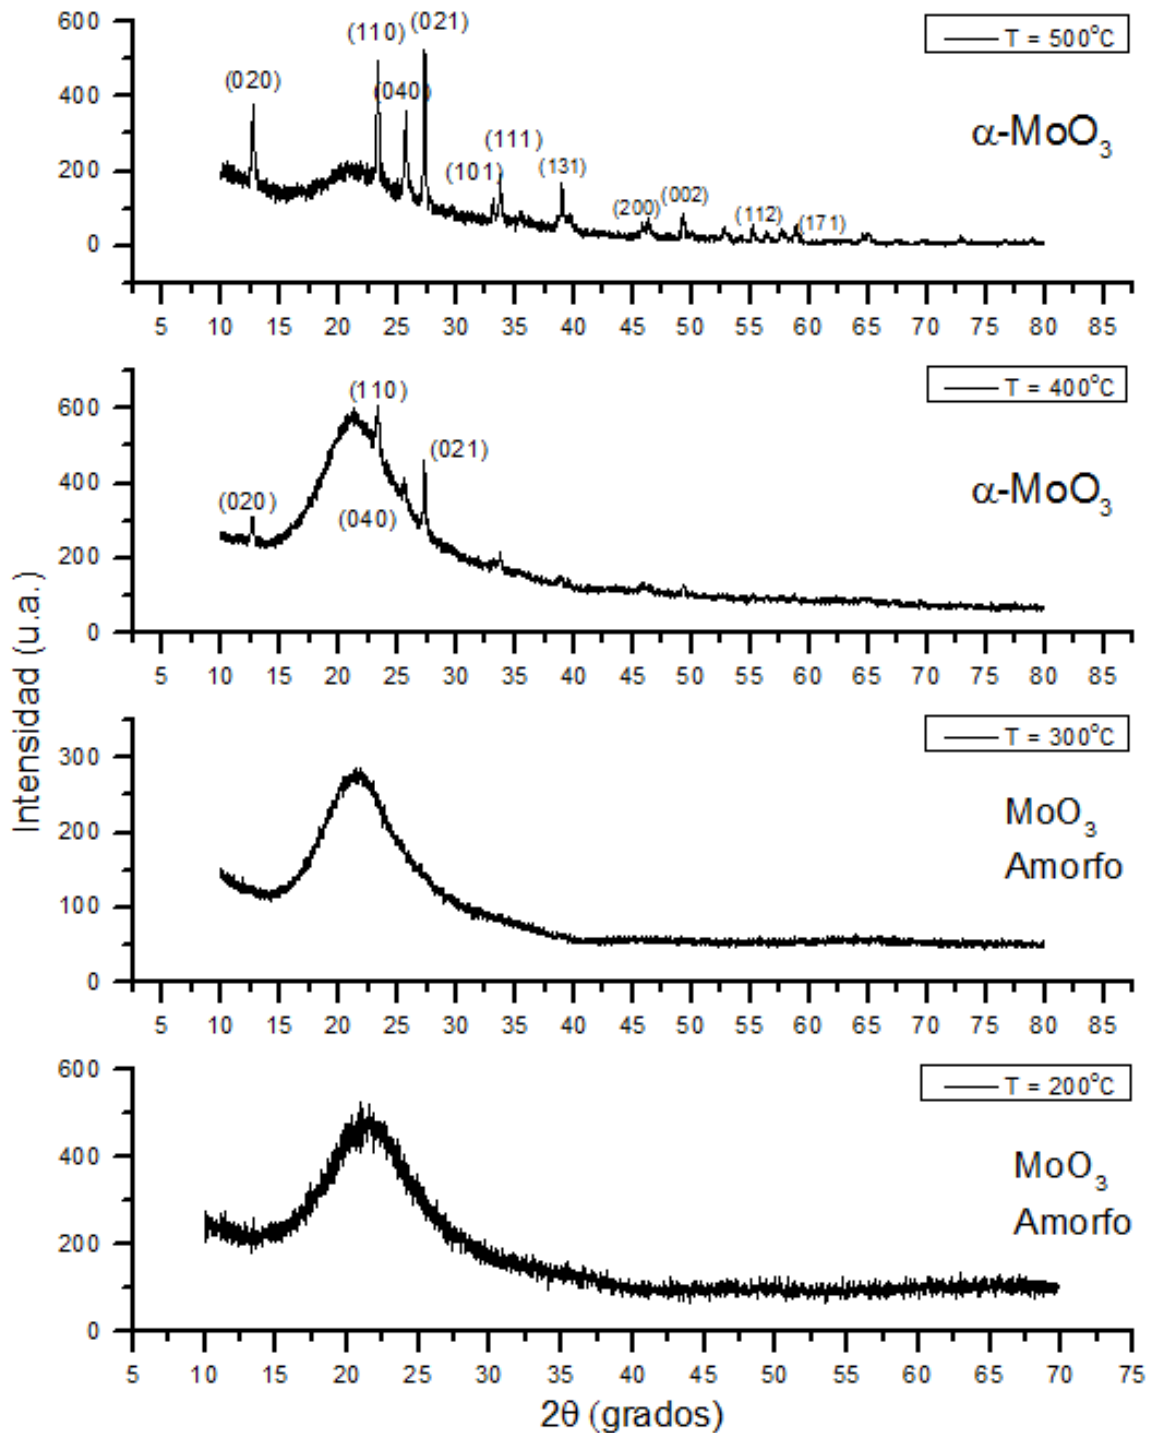 T = 500°C
α-MoO₃
(020)
(110)
(040)
(021)
(101)
(111)
(131)
(200)
(002)
(112)
(171)
600
400
200
0
5 10 15 20 25 30 35 40 45 50 55 60 65 70 75 80 85
T = 400°C
α-MoO₃
(020)
(110)
(040)
(021)
600
400
200
0
5 10 15 20 25 30 35 40 45 50 55 60 65 70 75 80 85
Intensidad (u.a.)
T = 300°C
MoO₃
Amorfo
300
200
100
0
5 10 15 20 25 30 35 40 45 50 55 60 65 70 75 80 85
T = 200°C
MoO₃
Amorfo
600
400
200
0
5 10 15 20 25 30 35 40 45 50 55 60 65 70 75
2θ (grados)